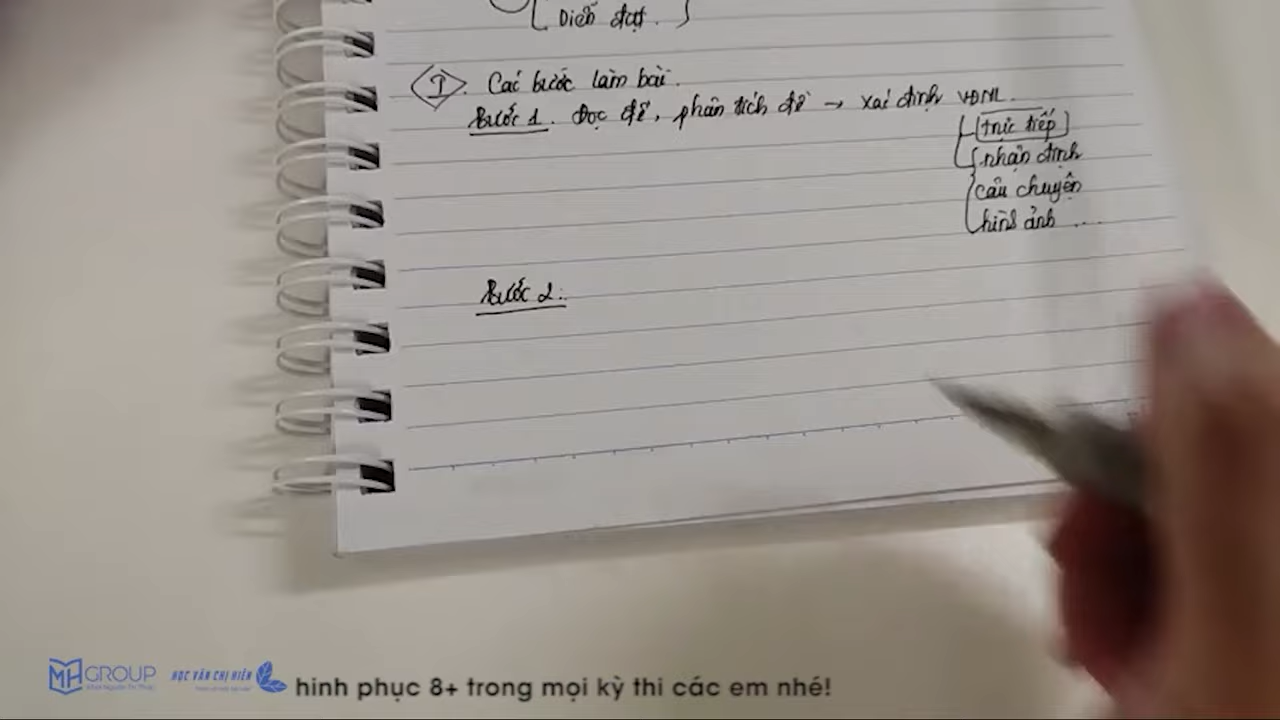 Diễn đạt.
I. Các bước làm bài.
Bước 1. Đọc đề, phân tích đề → xác định VĐNL
trực tiếp
nhận định
câu chuyện
hình ảnh ....
Bước 2:
MH GROUP
HỌC VĂN CHỊ HIÊN
hinh phục 8+ trong mọi kỳ thi các em nhé!